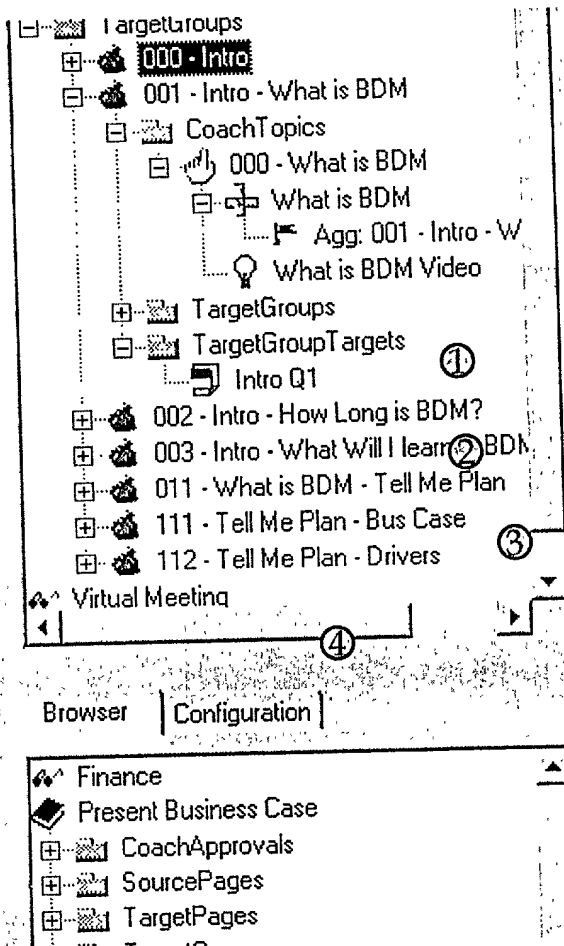 TargetGroups
000 - Intro
001 - Intro - What is BDM
CoachTopics
000 - What is BDM
What is BDM
Agg: 001 - Intro - W
What is BDM Video
TargetGroups
TargetGroupTargets
①
Intro Q1
002 - Intro - How Long is BDM?
003 - Intro - What Will I learn ② BDM
011 - What is BDM - Tell Me Plan
111 - Tell Me Plan - Bus Case
③
112 - Tell Me Plan - Drivers
Virtual Meeting
④
Browser Configuration
Finance
Present Business Case
CoachApprovals
SourcePages
TargetPages